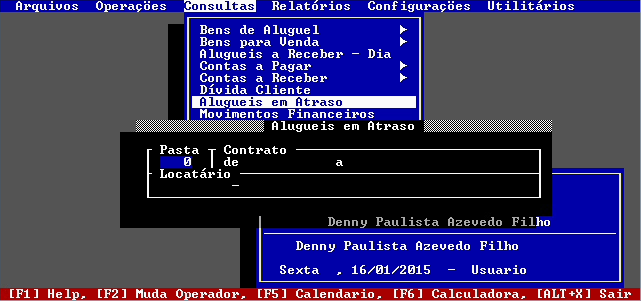 Arquivos Operações Consultas Relatórios Configurações Utilitários
Bens de Aluguel
Bens para Venda
Alugueis a Receber - Dia
Contas a Pagar
Contas a Receber
Dívida Cliente
Alugueis em Atraso
Movimentos Financeiros
Alugueis em Atraso
Pasta Contrato
0 de a
Locatário
Denny Paulista Azevedo Filho
Denny Paulista Azevedo Filho
Sexta , 16/01/2015 - Usuario
[F1] Help, [F2] Muda Operador, [F5] Calendario, [F6] Calculadora, [ALT+X] Sair